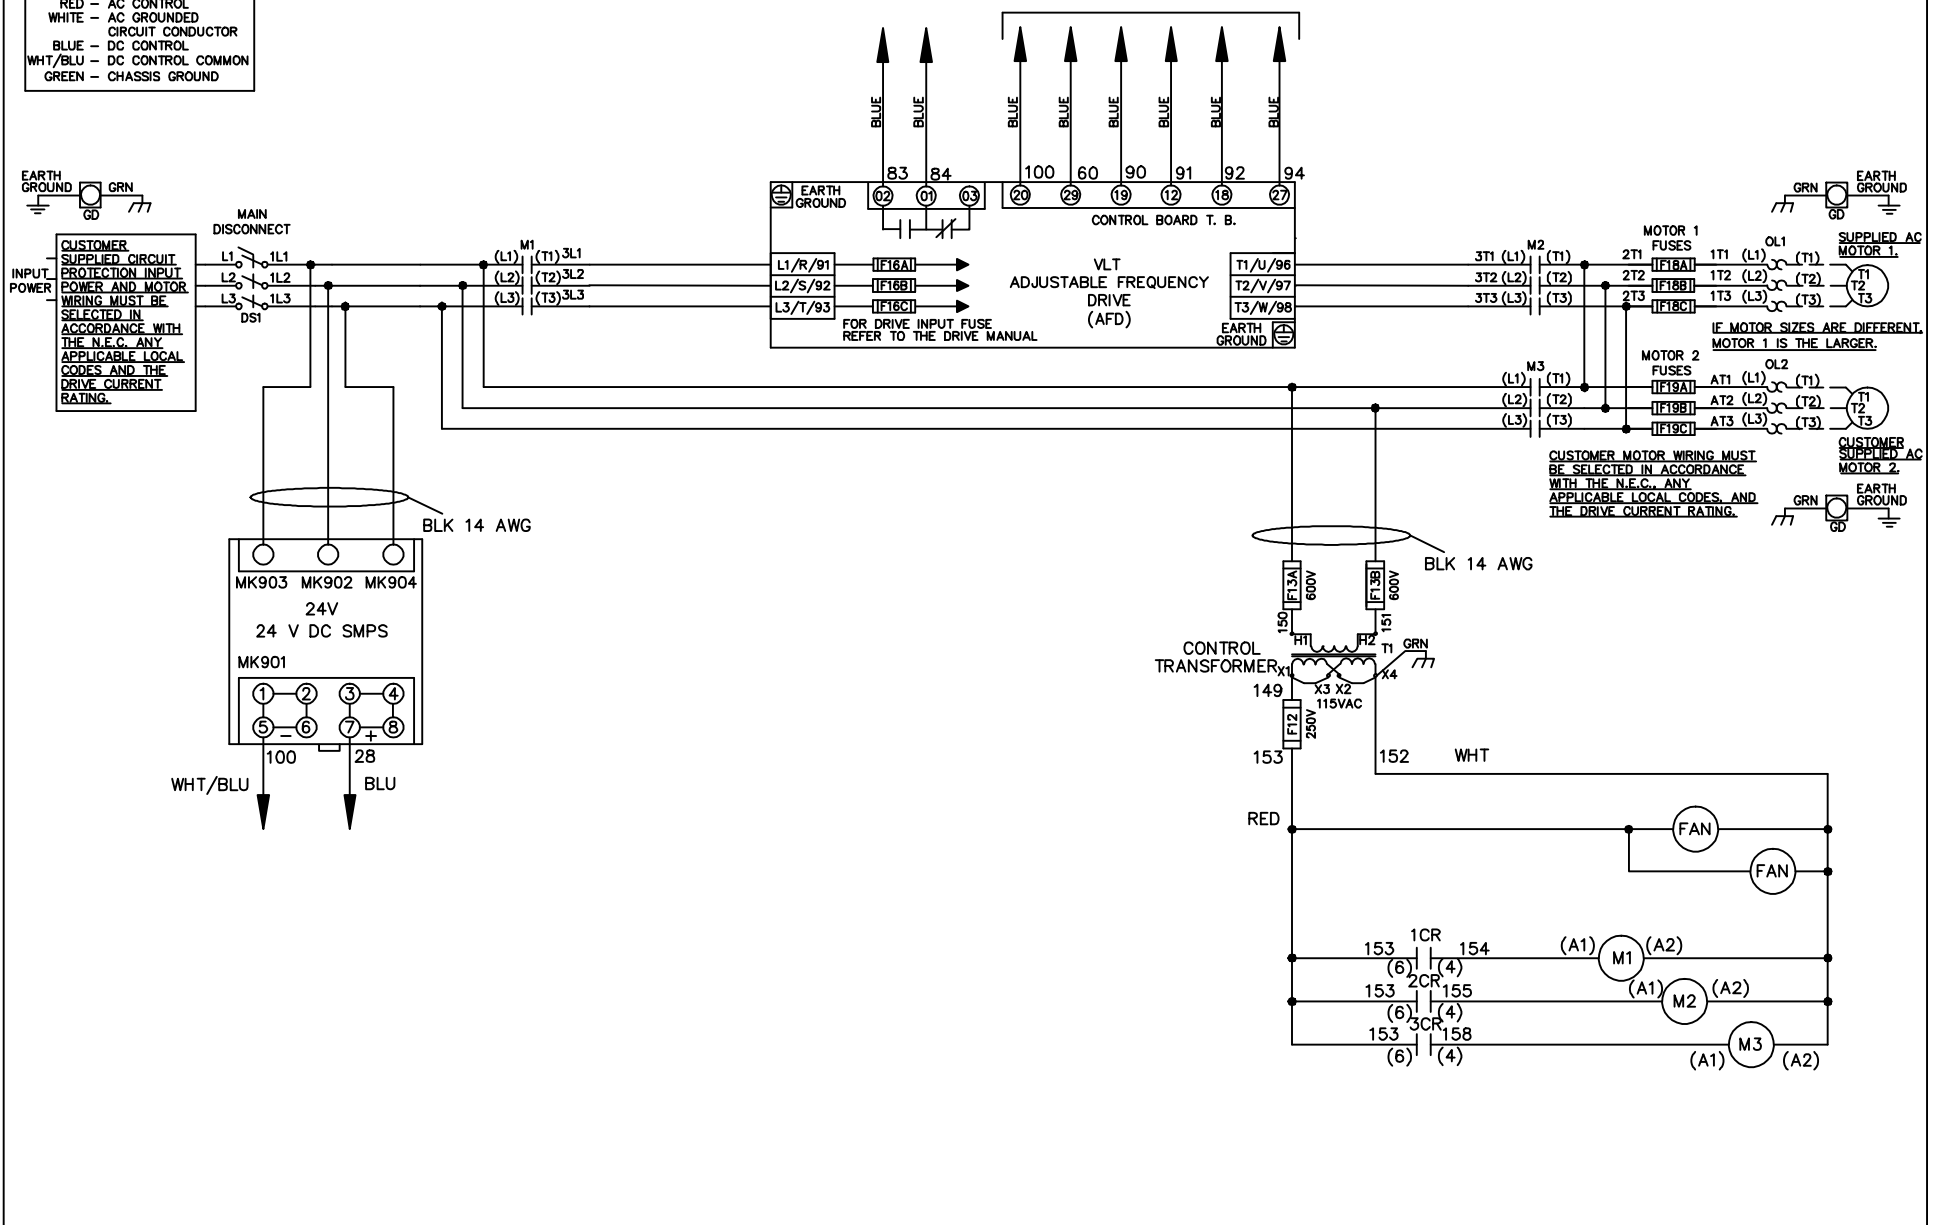 RED – AC CONTROL
WHITE – AC GROUNDED
CIRCUIT CONDUCTOR
BLUE – DC CONTROL
WHT/BLU – DC CONTROL COMMON
GREEN – CHASSIS GROUND
BLUE BLUE BLUE BLUE BLUE BLUE BLUE BLUE
83 84 100 60 90 91 92 94
EARTH GROUND
02 01 03 20 29 19 12 18 27
CONTROL BOARD T. B.
EARTH GROUND GRN
GD
GRN EARTH GROUND
GD
MAIN DISCONNECT
CUSTOMER
SUPPLIED CIRCUIT
PROTECTION INPUT
POWER AND MOTOR
WIRING MUST BE
SELECTED IN
ACCORDANCE WITH
THE N.E.C. ANY
APPLICABLE LOCAL
CODES AND THE
DRIVE CURRENT
RATING.
INPUT POWER
L1 1L1
L2 1L2
L3 1L3
DS1
M1
(L1) (T1) 3L1
(L2) (T2) 3L2
(L3) (T3) 3L3
L1/R/91 F16A
L2/S/92 F16B
L3/T/93 F16C
FOR DRIVE INPUT FUSE
REFER TO THE DRIVE MANUAL
VLT
ADJUSTABLE FREQUENCY
DRIVE
(AFD)
T1/U/96
T2/V/97
T3/W/98
EARTH
GROUND
M2
3T1 (L1) (T1)
3T2 (L2) (T2)
3T3 (L3) (T3)
MOTOR 1
FUSES
2T1 F18A 1T1 (L1) (T1)
2T2 F18B 1T2 (L2) (T2)
2T3 F18C 1T3 (L3) (T3)
OL1
SUPPLIED AC
MOTOR 1.
T1
T2
T3
IF MOTOR SIZES ARE DIFFERENT,
MOTOR 1 IS THE LARGER.
M3
(L1) (T1)
(L2) (T2)
(L3) (T3)
MOTOR 2
FUSES
OL2
F19A AT1 (L1) (T1)
F19B AT2 (L2) (T2)
F19C AT3 (L3) (T3)
T1
T2
T3
CUSTOMER
SUPPLIED AC
MOTOR 2.
CUSTOMER MOTOR WIRING MUST
BE SELECTED IN ACCORDANCE
WITH THE N.E.C., ANY
APPLICABLE LOCAL CODES, AND
THE DRIVE CURRENT RATING.
GRN EARTH GROUND
GD
BLK 14 AWG
MK903 MK902 MK904
24V
24 V DC SMPS
MK901
1 2 3 4
5 6 7 8
– +
100 28
WHT/BLU BLU
BLK 14 AWG
F13A 600V F13B 600V
150 151
H1 H2
T1 GRN
CONTROL
TRANSFORMER
X1 X3 X2 X4
115VAC
149
F12 250V
153 152 WHT
RED
FAN
FAN
1CR
153 154 (A1) M1 (A2)
(6) (4)
2CR
153 155 (A1) M2 (A2)
(6) (4)
3CR
153 158 M3
(6) (4) (A1) (A2)